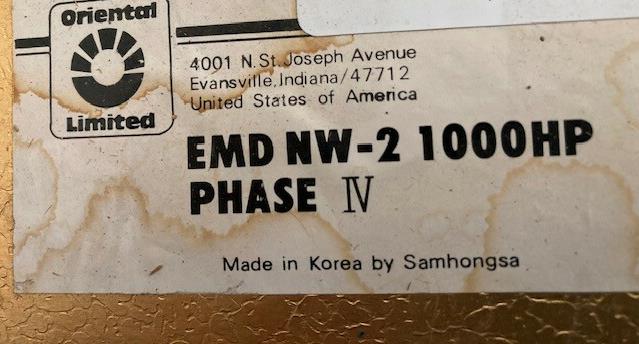 Oriental
Limited
4001 N. St. Joseph Avenue
Evansville, Indiana/47712
United States of America
EMD NW-2 1000HP
PHASE IV
Made in Korea by Samhongsa